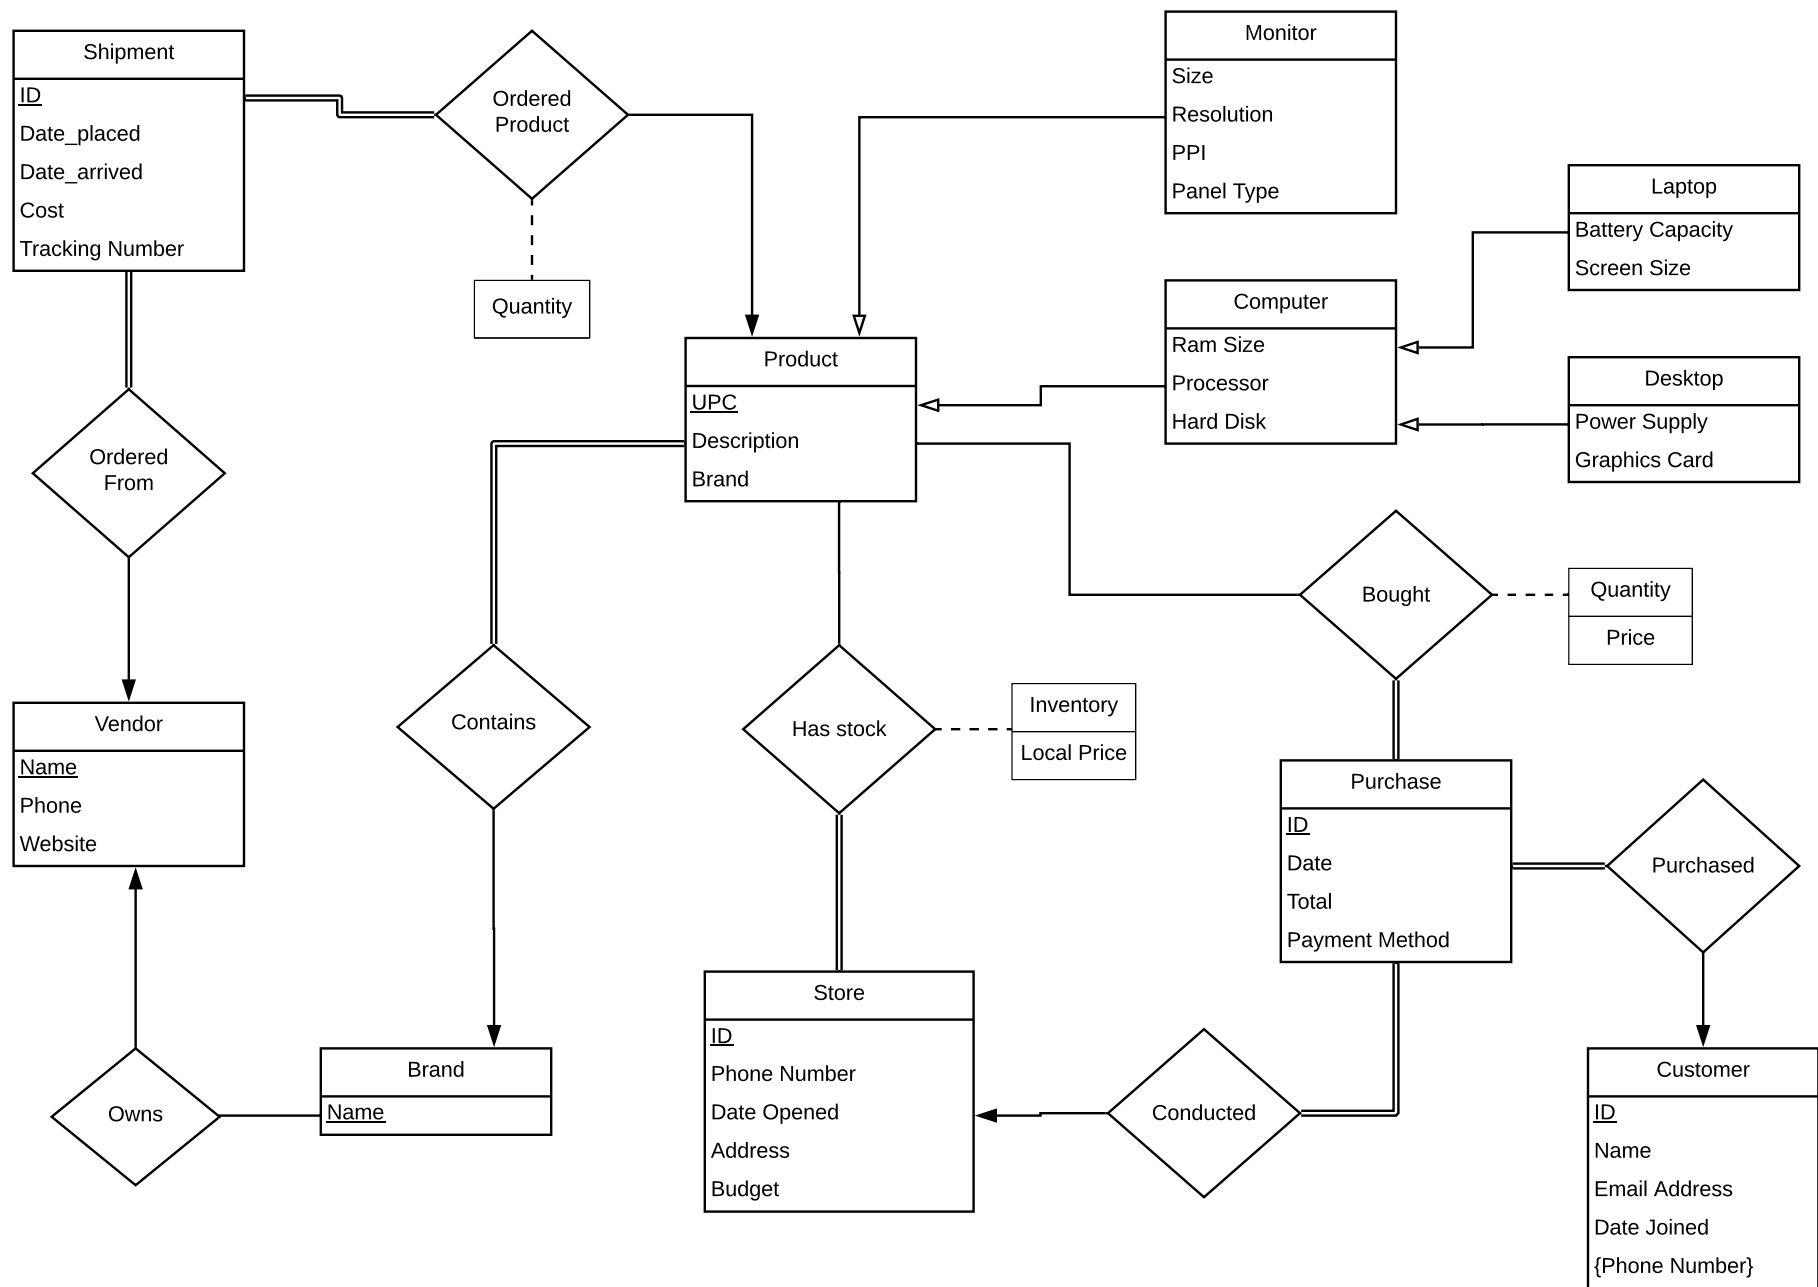 Shipment
ID
Date_placed
Date_arrived
Cost
Tracking Number
Ordered
Product
Quantity
Monitor
Size
Resolution
PPI
Panel Type
Laptop
Battery Capacity
Screen Size
Computer
Ram Size
Processor
Hard Disk
Desktop
Power Supply
Graphics Card
Product
UPC
Description
Brand
Ordered
From
Bought
Quantity
Price
Vendor
Name
Phone
Website
Contains
Has stock
Inventory
Local Price
Purchase
ID
Date
Total
Payment Method
Purchased
Owns
Brand
Name
Store
ID
Phone Number
Date Opened
Address
Budget
Conducted
Customer
ID
Name
Email Address
Date Joined
{Phone Number}